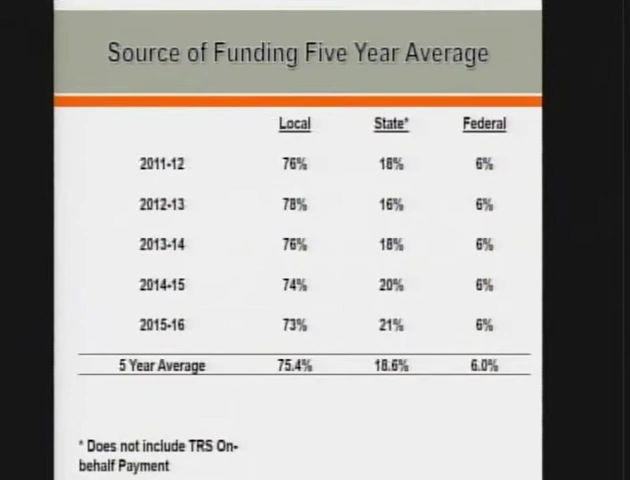 Source of Funding Five Year Average
Local State* Federal
2011-12 76% 18% 6%
2012-13 78% 16% 6%
2013-14 76% 18% 6%
2014-15 74% 20% 6%
2015-16 73% 21% 6%
5 Year Average 75.4% 18.6% 6.0%
* Does not include TRS On-
behalf Payment